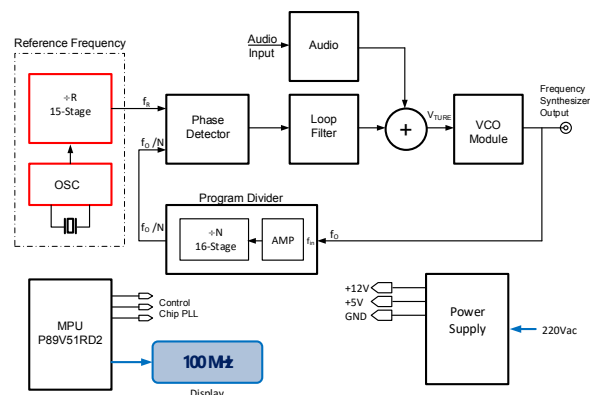 Reference Frequency
÷R
15-Stage
OSC
Audio
Input
Audio
fR
fO /N
Phase
Detector
Loop
Filter
+
VTURE
VCO
Module
Frequency
Synthesizer
Output
Program Divider
fO /N
÷N
16-Stage
AMP
fin
fO
MPU
P89V51RD2
Control
Chip PLL
100 MHz
Display
+12V
+5V
GND
Power
Supply
220Vac